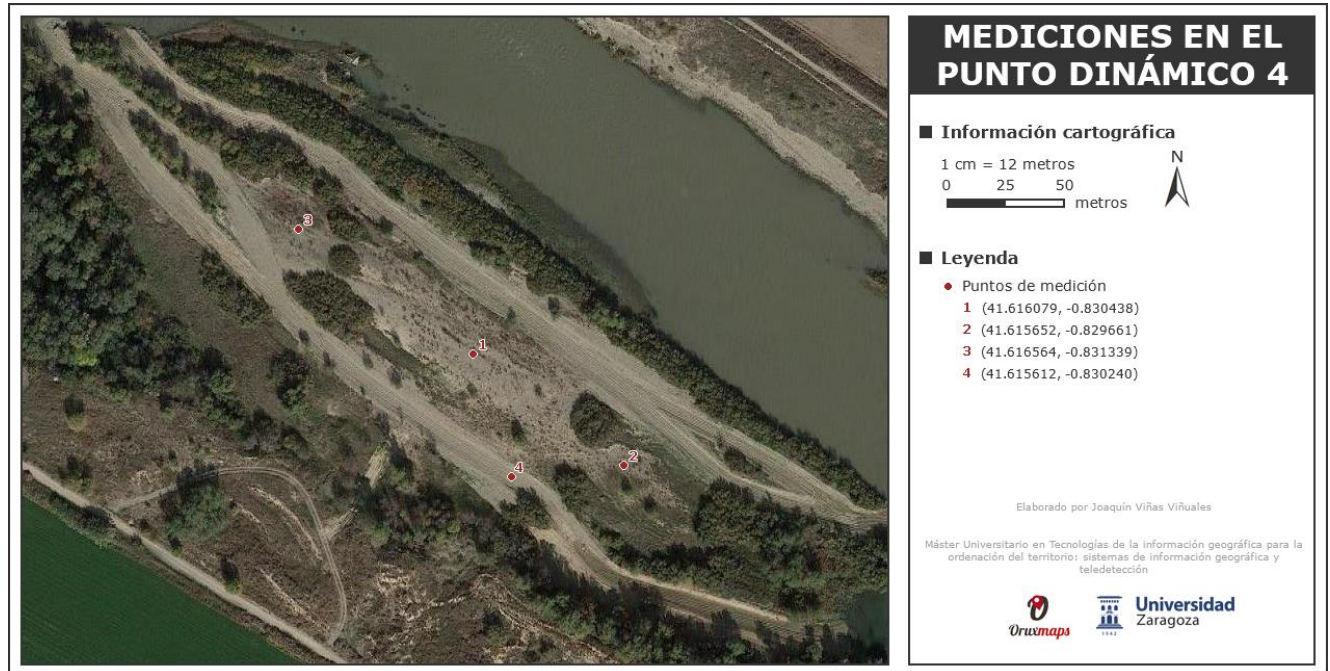 MEDICIONES EN EL
PUNTO DINÁMICO 4
Información cartográfica
1 cm = 12 metros
N
0 25 50
metros
Leyenda
Puntos de medición
1 (41.616079, -0.830438)
2 (41.615652, -0.829661)
3 (41.616564, -0.831339)
4 (41.615612, -0.830240)
3
1
2
4
Elaborado por Joaquín Viñas Viñuales
Máster Universitario en Tecnologías de la información geográfica para la
ordenación del territorio: sistemas de información geográfica y
teledetección
Oruxmaps
1542
Universidad
Zaragoza